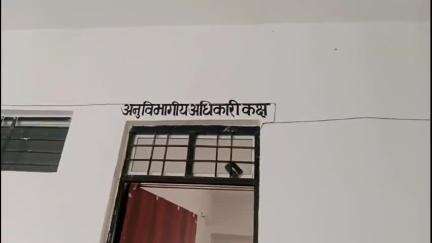 अनुविभागीय अधिकारी कक्ष